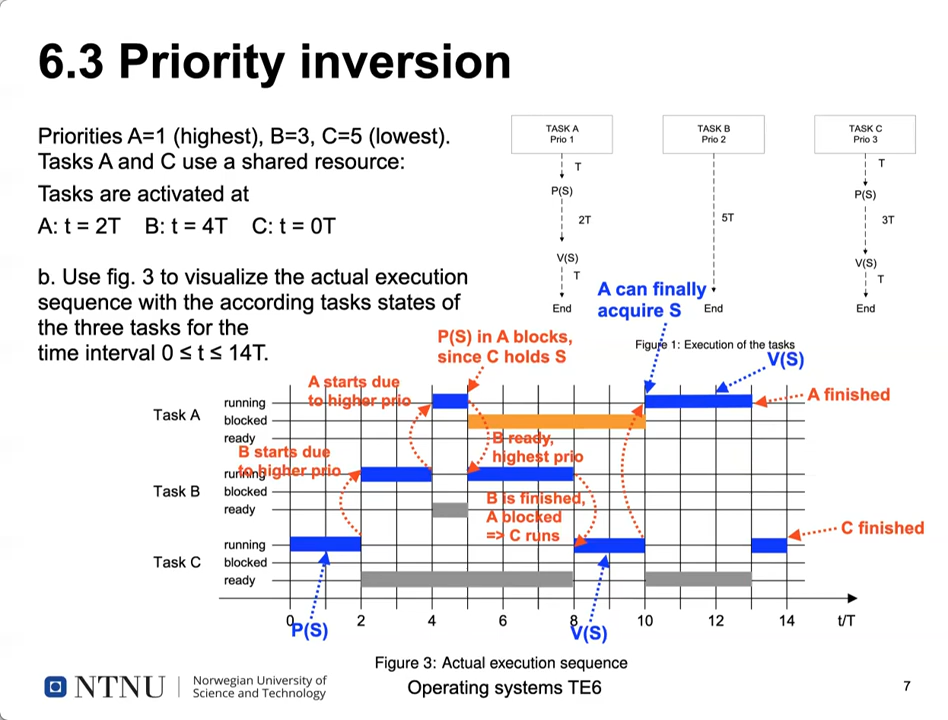 6.3 Priority inversion
Priorities A=1 (highest), B=3, C=5 (lowest).
Tasks A and C use a shared resource:
Tasks are activated at
A: t = 2T B: t = 4T C: t = 0T
b. Use fig. 3 to visualize the actual execution
sequence with the according tasks states of
the three tasks for the
time interval 0 ≤ t ≤ 14T.
TASK A
Prio 1
T
P(S)
2T
V(S)
T
End
TASK B
Prio 2
5T
End
TASK C
Prio 3
T
P(S)
3T
V(S)
T
End
Figure 1: Execution of the tasks
A can finally
acquire S
P(S) in A blocks,
since C holds S
V(S)
A starts due
to higher prio
A finished
Task A
running
blocked
ready
B ready,
highest prio
B starts due
to higher prio
Task B
running
blocked
ready
B is finished,
A blocked
=> C runs
C finished
Task C
running
blocked
ready
0 2 4 6 8 10 12 14 t/T
P(S)
V(S)
Figure 3: Actual execution sequence
NTNU
Norwegian University of
Science and Technology
Operating systems TE6
7